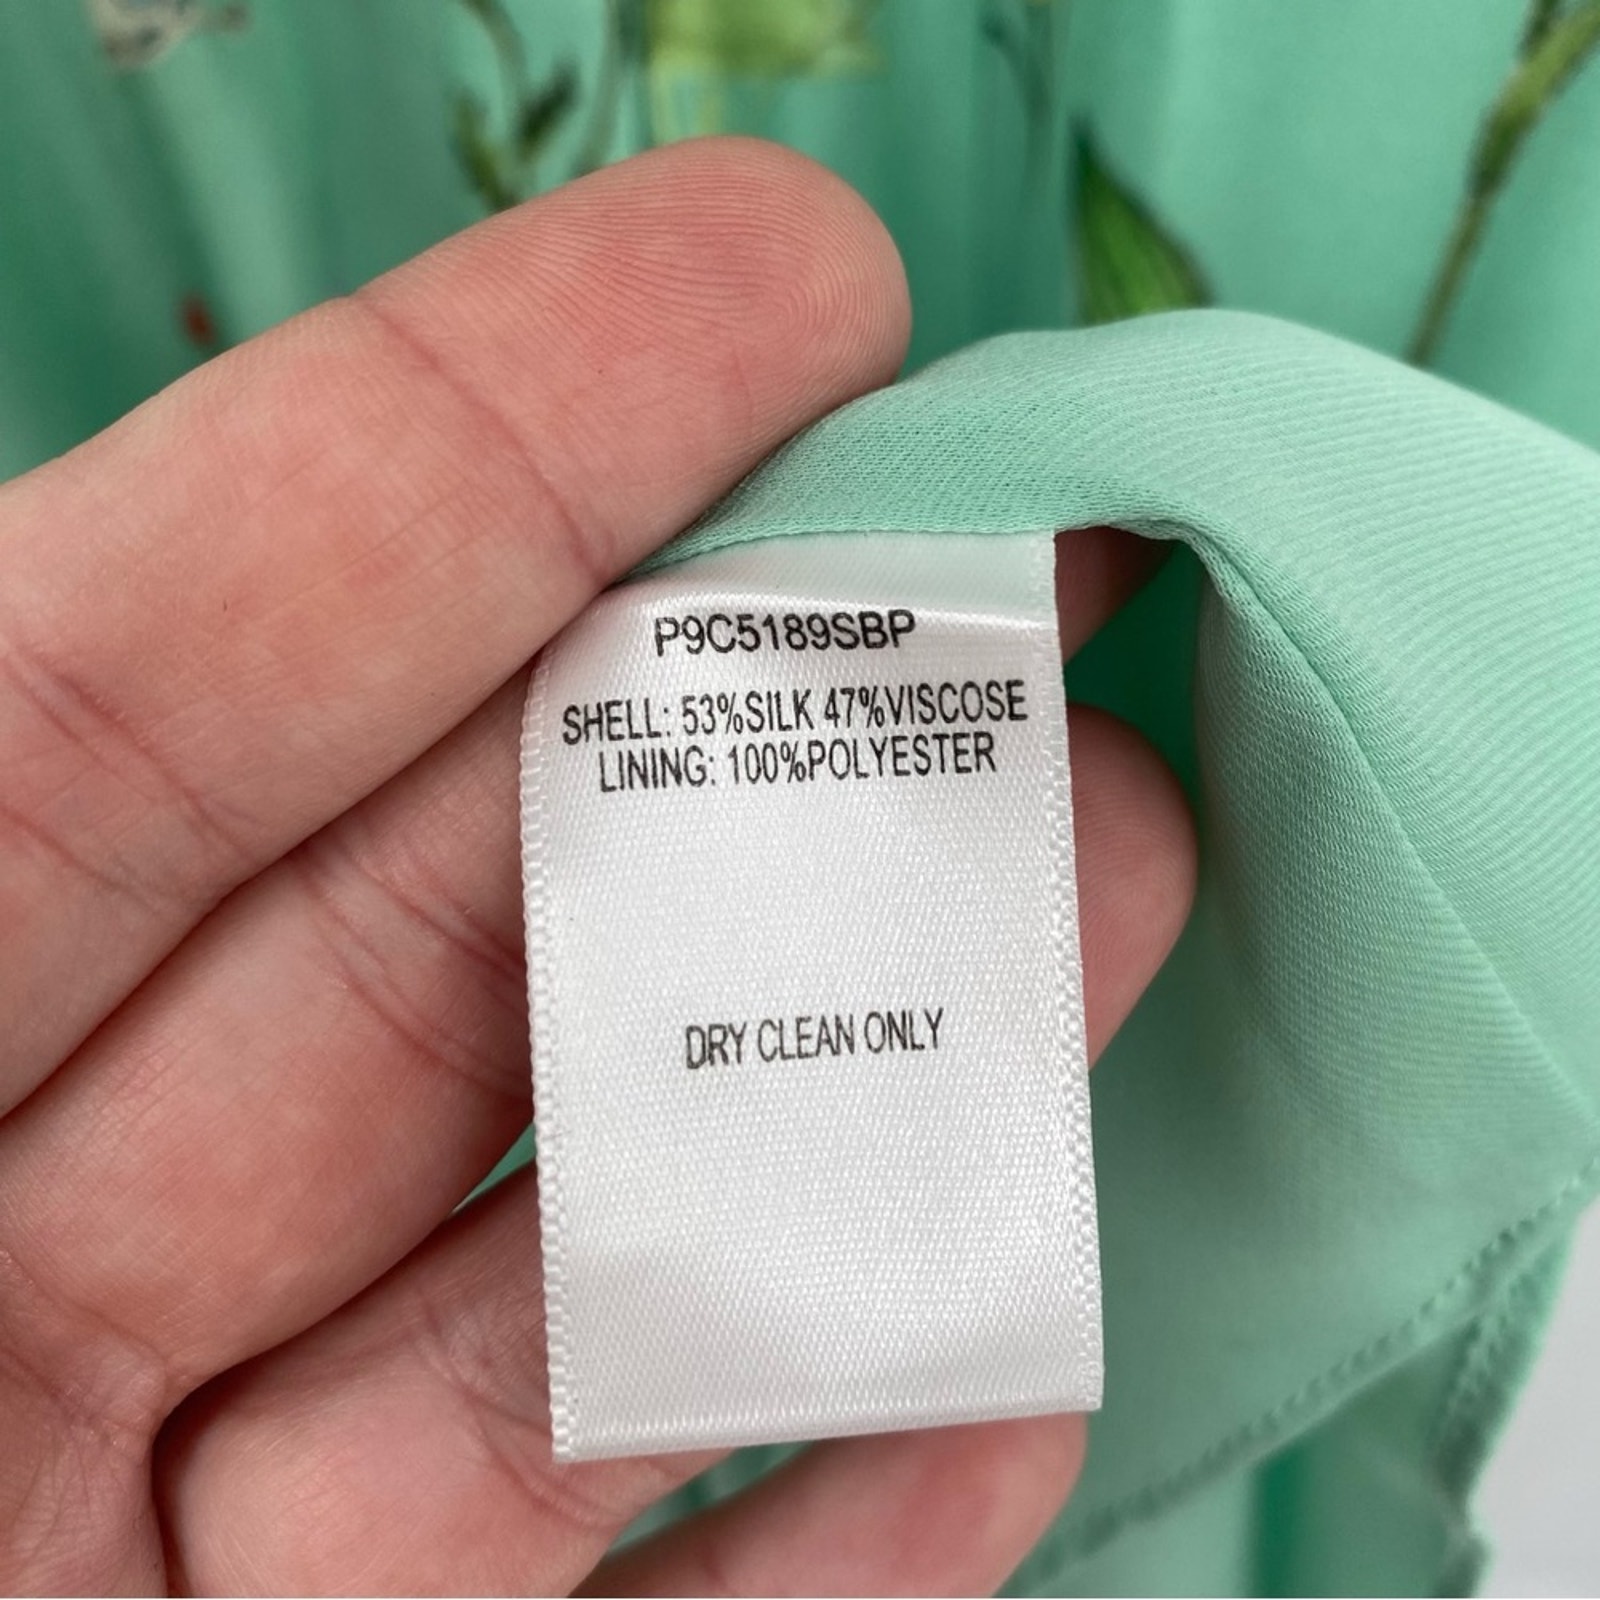 P9C5189SBP
SHELL: 53%SILK 47%VISCOSE
LINING: 100%POLYESTER
DRY CLEAN ONLY